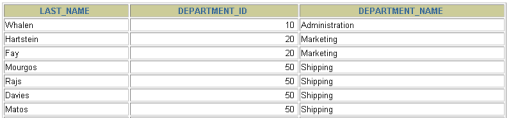 LAST_NAME DEPARTMENT_ID DEPARTMENT_NAME
Whalen 10 Administration
Hartstein 20 Marketing
Fay 20 Marketing
Mourgos 50 Shipping
Rajs 50 Shipping
Davies 50 Shipping
Matos 50 Shipping